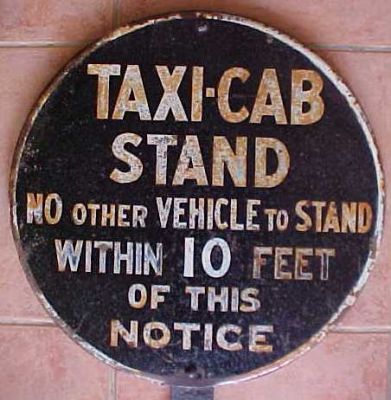 TAXI-CAB
STAND
NO OTHER VEHICLE TO STAND
WITHIN 10 FEET
OF THIS
NOTICE